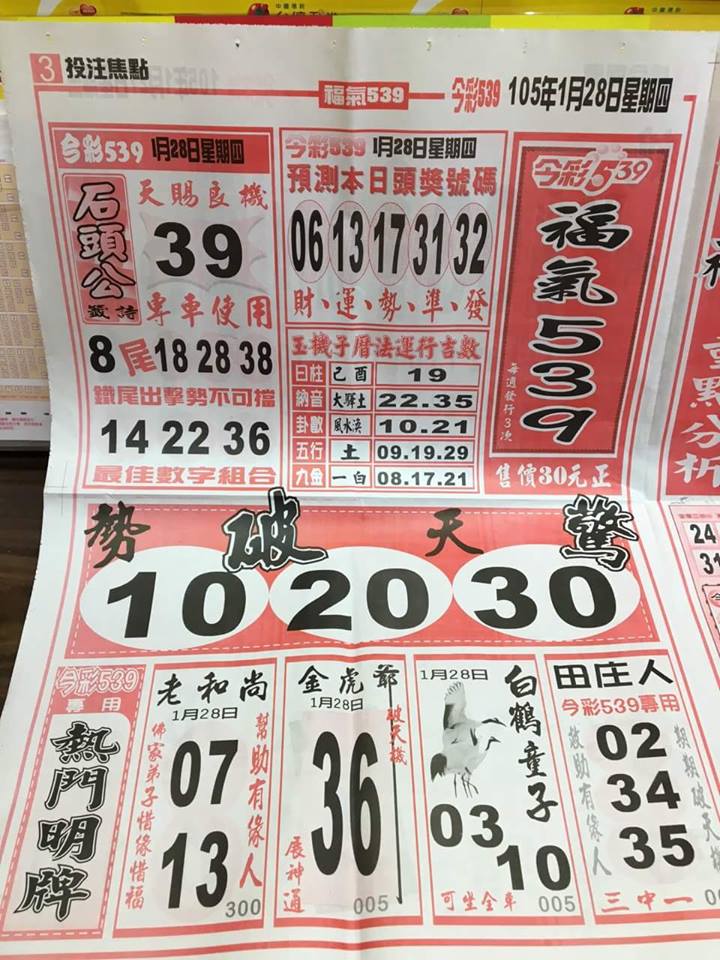 3 投注焦點
福氣539
今彩539 105年1月28日星期四
今彩539 1月28日星期四
石頭公
籤詩
天賜良機
39
專車使用
8尾 18 28 38
鐵尾出擊勢不可擋
14 22 36
最佳數字組合
今彩539 1月28日星期四
預測本日頭獎號碼
06 13 17 31 32
財、運、勢、準、發
玉機子曆法運行吉數
日柱 己酉 19
納音 大驛土 22.35
卦數 風水渙 10.21
五行 土 09.19.29
九金 一白 08.17.21
今彩539
福氣539
每週發行3次
售價30元正
重點分析
24
31
勢破天驚
10 20 30
今彩539
專用
熱門明牌
老和尚
1月28日
佛家弟子惜緣惜福
07
13
幫助有緣人
300
金虎爺
1月28日
破天機
36
展神通
005
1月28日
白鶴童子
03
10
可坐全車
005
田庄人
今彩539專用
救助有緣人
02
34
35
期期破天機
三中一